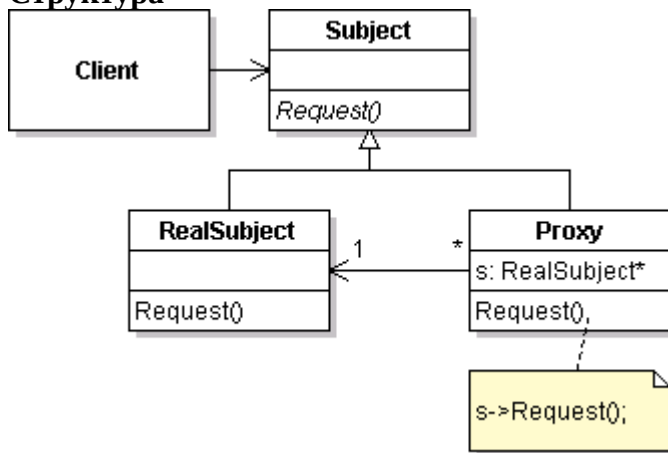 Структура
Subject
Client
Request()
RealSubject
Proxy
1
*
s: RealSubject*
Request()
Request()
s->Request();